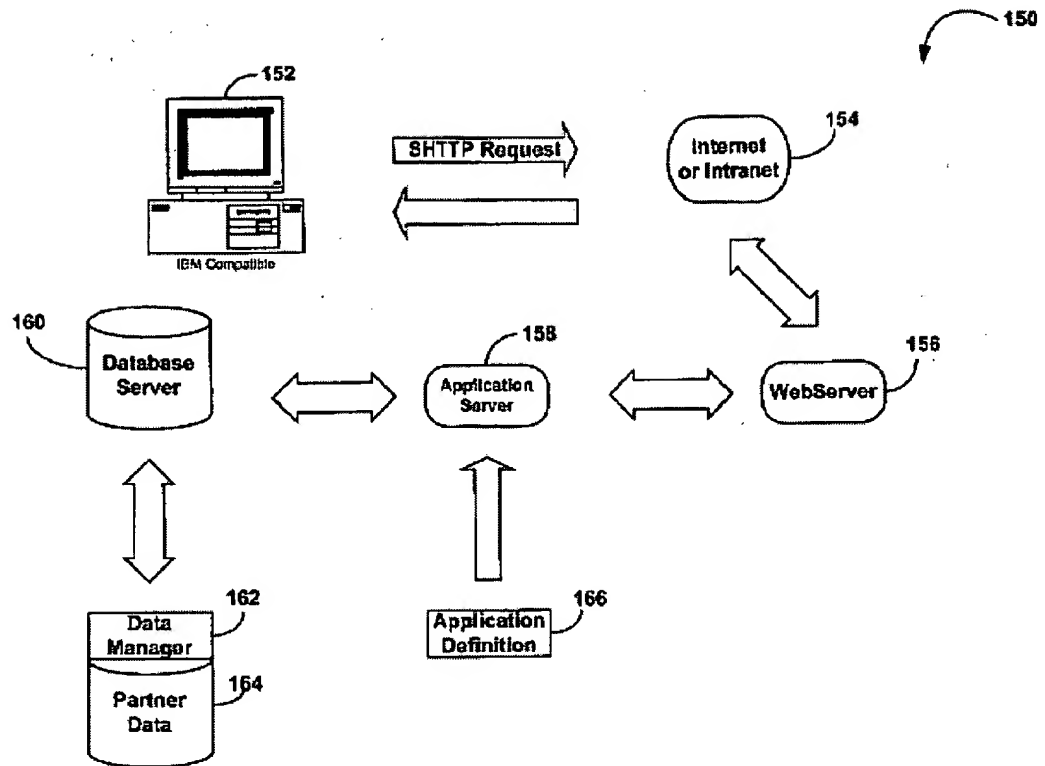 150
152
SHTTP Request
Internet
or Intranet
154
IBM Compatible
160
Database
Server
158
Application
Server
156
WebServer
162
Data
Manager
164
Partner
Data
166
Application
Definition